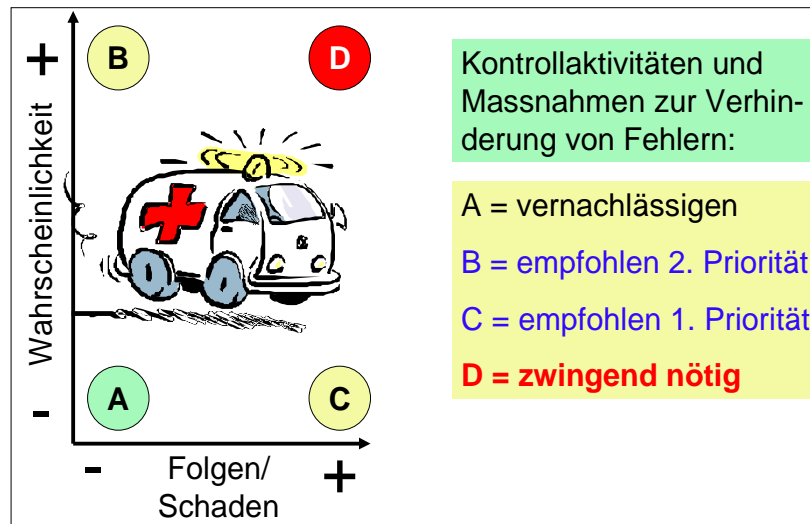 +
B
D
Wahrscheinlichkeit
-
A
C
-
Folgen/
Schaden
+
Kontrollaktivitäten und
Massnahmen zur Verhin-
derung von Fehlern:
A = vernachlässigen
B = empfohlen 2. Priorität
C = empfohlen 1. Priorität
D = zwingend nötig